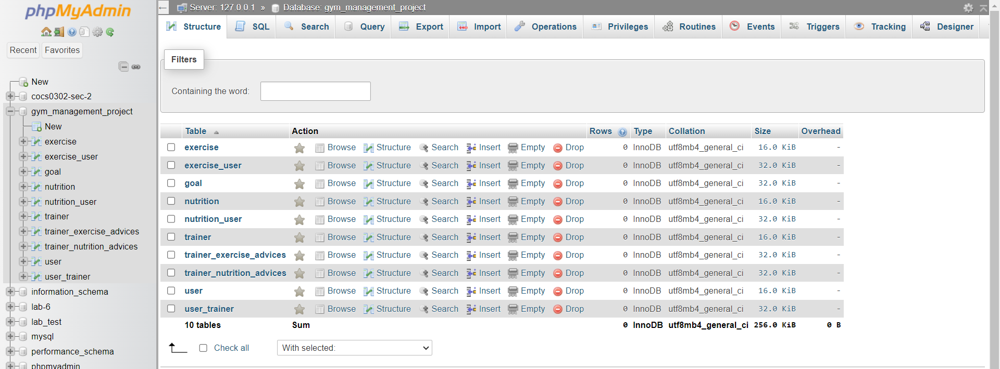 phpMyAdmin
Recent Favorites
New
cocs0302-sec-2
gym_management_project
New
exercise
exercise_user
goal
nutrition
nutrition_user
trainer
trainer_exercise_advices
trainer_nutrition_advices
user
user_trainer
information_schema
lab-6
lab_test
mysql
performance_schema
phpmyadmin
Server: 127.0.0.1 » Database: gym_management_project
Structure SQL Search Query Export Import Operations Privileges Routines Events Triggers Tracking Designer
Filters
Containing the word:
Table Action Rows Type Collation Size Overhead
exercise Browse Structure Search Insert Empty Drop 0 InnoDB utf8mb4_general_ci 16.0 KiB -
exercise_user Browse Structure Search Insert Empty Drop 0 InnoDB utf8mb4_general_ci 32.0 KiB -
goal Browse Structure Search Insert Empty Drop 0 InnoDB utf8mb4_general_ci 32.0 KiB -
nutrition Browse Structure Search Insert Empty Drop 0 InnoDB utf8mb4_general_ci 16.0 KiB -
nutrition_user Browse Structure Search Insert Empty Drop 0 InnoDB utf8mb4_general_ci 32.0 KiB -
trainer Browse Structure Search Insert Empty Drop 0 InnoDB utf8mb4_general_ci 16.0 KiB -
trainer_exercise_advices Browse Structure Search Insert Empty Drop 0 InnoDB utf8mb4_general_ci 32.0 KiB -
trainer_nutrition_advices Browse Structure Search Insert Empty Drop 0 InnoDB utf8mb4_general_ci 32.0 KiB -
user Browse Structure Search Insert Empty Drop 0 InnoDB utf8mb4_general_ci 16.0 KiB -
user_trainer Browse Structure Search Insert Empty Drop 0 InnoDB utf8mb4_general_ci 32.0 KiB -
10 tables Sum 0 InnoDB utf8mb4_general_ci 256.0 KiB 0 B
Check all With selected: